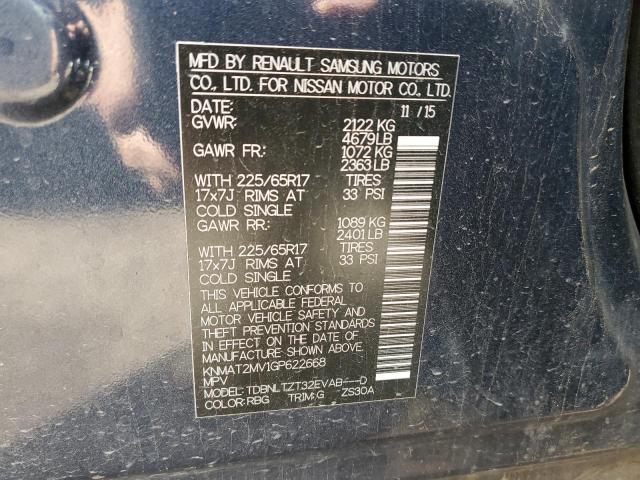 MFD BY RENAULT SAMSUNG MOTORS
CO., LTD. FOR NISSAN MOTOR CO., LTD.
DATE: 11 / 15
GVWR: 2122 KG
4679LB
GAWR FR: 1072 KG
2363 LB
WITH 225/65R17 TIRES
17x7J RIMS AT 33 PSI
COLD SINGLE
GAWR RR: 1089 KG
2401 LB
WITH 225/65R17 TIRES
17x7J RIMS AT 33 PSI
COLD SINGLE
THIS VEHICLE CONFORMS TO
ALL APPLICABLE FEDERAL
MOTOR VEHICLE SAFETY AND
THEFT PREVENTION STANDARDS
IN EFFECT ON THE DATE OF
MANUFACTURE SHOWN ABOVE.
KNMAT2MV1GP622668
MPV
MODEL: TDBNLTZT32EVAB---D
COLOR: RBG TRIM: G ZS30A